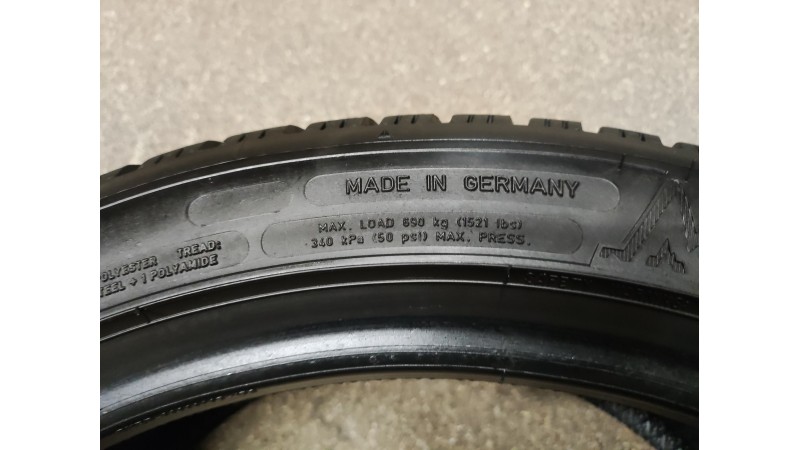 MADE IN GERMANY
MAX. LOAD 690 kg (1521 lbs)
340 kPa (50 psi) MAX. PRESS.
POLYESTER TREAD:
STEEL + 1 POLYAMIDE